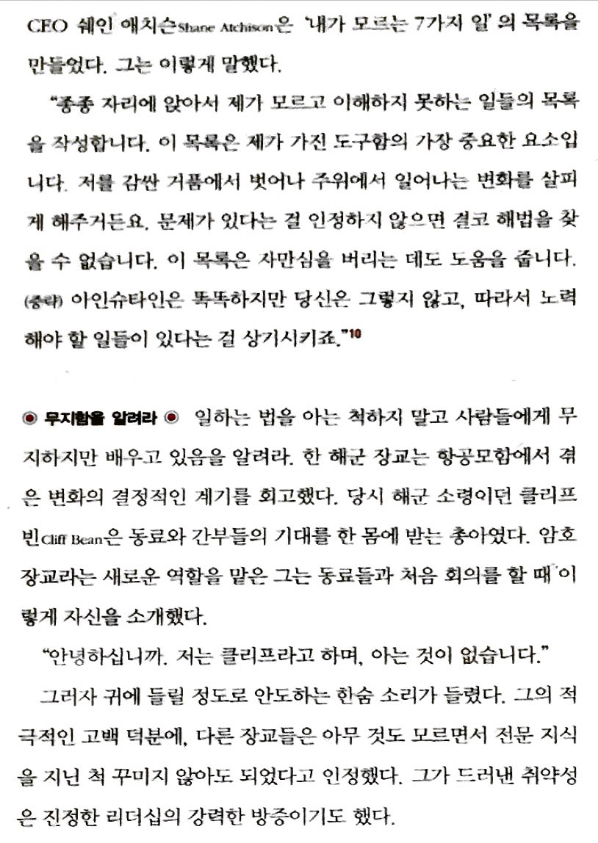 CEO 쉐인 애치슨Shane Atchison은 ‘내가 모르는 7가지 일’의 목록을
만들었다. 그는 이렇게 말했다.
“종종 자리에 앉아서 제가 모르고 이해하지 못하는 일들의 목록
을 작성합니다. 이 목록은 제가 가진 도구함의 가장 중요한 요소입
니다. 저를 감싼 거품에서 벗어나 주위에서 일어나는 변화를 살피
게 해주거든요. 문제가 있다는 걸 인정하지 않으면 결코 해법을 찾
을 수 없습니다. 이 목록은 자만심을 버리는 데도 도움을 줍니다.
(중략) 아인슈타인은 똑똑하지만 당신은 그렇지 않고, 따라서 노력
해야 할 일들이 있다는 걸 상기시키죠.”10
◉ 무지함을 알려라 ◉ 일하는 법을 아는 척하지 말고 사람들에게 무
지하지만 배우고 있음을 알려라. 한 해군 장교는 항공모함에서 겪
은 변화의 결정적인 계기를 회고했다. 당시 해군 소령이던 클리프
빈Cliff Bean은 동료와 간부들의 기대를 한 몸에 받는 총아였다. 암호
장교라는 새로운 역할을 맡은 그는 동료들과 처음 회의를 할 때 이
렇게 자신을 소개했다.
“안녕하십니까. 저는 클리프라고 하며, 아는 것이 없습니다.”
그러자 귀에 들릴 정도로 안도하는 한숨 소리가 들렸다. 그의 적
극적인 고백 덕분에, 다른 장교들은 아무 것도 모르면서 전문 지식
을 지닌 척 꾸미지 않아도 되었다고 인정했다. 그가 드러낸 취약성
은 진정한 리더십의 강력한 방증이기도 했다.